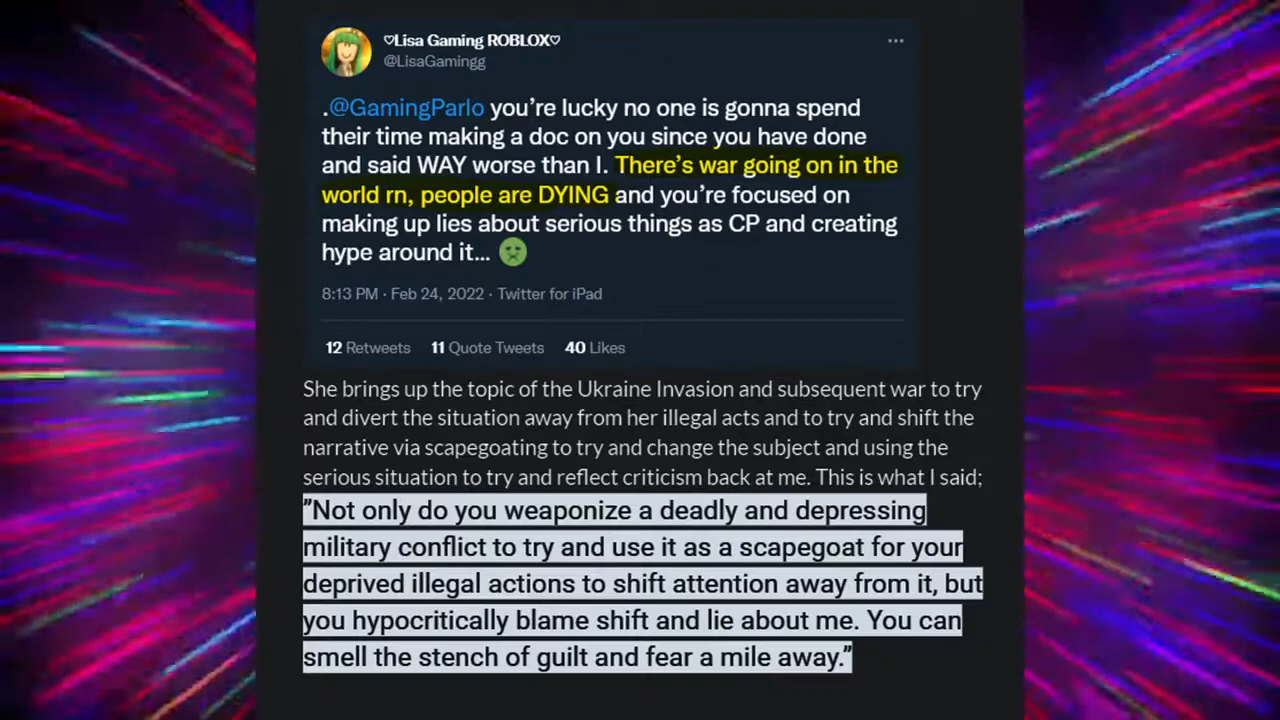 ♡Lisa Gaming ROBLOX♡
@LisaGamingg
.@GamingParlo you're lucky no one is gonna spend
their time making a doc on you since you have done
and said WAY worse than I. There's war going on in the
world rn, people are DYING and you're focused on
making up lies about serious things as CP and creating
hype around it...
8:13 PM · Feb 24, 2022 · Twitter for iPad
12 Retweets 11 Quote Tweets 40 Likes
She brings up the topic of the Ukraine Invasion and subsequent war to try
and divert the situation away from her illegal acts and to try and shift the
narrative via scapegoating to try and change the subject and using the
serious situation to try and reflect criticism back at me. This is what I said;
"Not only do you weaponize a deadly and depressing
military conflict to try and use it as a scapegoat for your
deprived illegal actions to shift attention away from it, but
you hypocritically blame shift and lie about me. You can
smell the stench of guilt and fear a mile away."